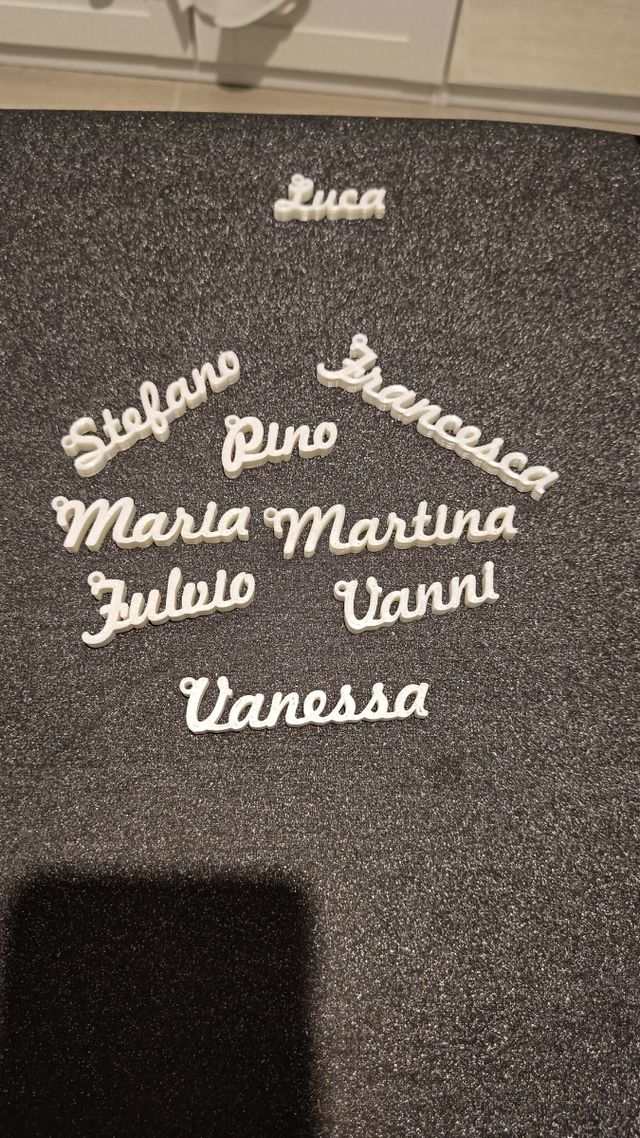 Luca
Stefano
Francesca
Pino
Maria
Martina
Fulvio
Vanni
Vanessa